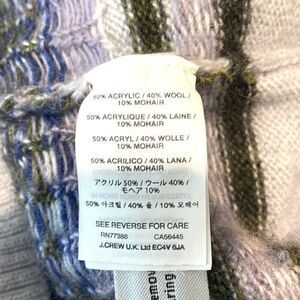 50% ACRYLIC / 40% WOOL /
10% MOHAIR
50% ACRYLIQUE / 40% LAINE /
10% MOHAIR
50% ACRYL / 40% WOLLE /
10% MOHAIR
50% ACRILICO / 40% LANA /
10% MOHAIR
アクリル 50% / ウール 40% /
モヘア 10%
50% 아크릴 / 40% 울 / 10% 모헤어
SEE REVERSE FOR CARE
RN77388 CA56445
J.CREW U.K. Ltd EC4V 6JA